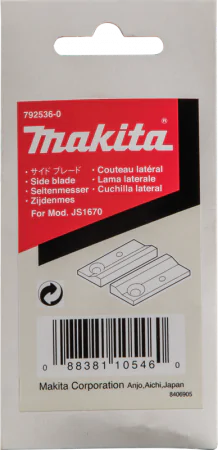 792536-0
makita
・サイド ブレード ・Couteau latéral
・Side blade ・Lama laterale
・Seitenmesser ・Cuchilla lateral
・Zijdenmes
For Mod. JS1670
0 88381 10546 0
Makita Corporation Anjo,Aichi,Japan
8406905